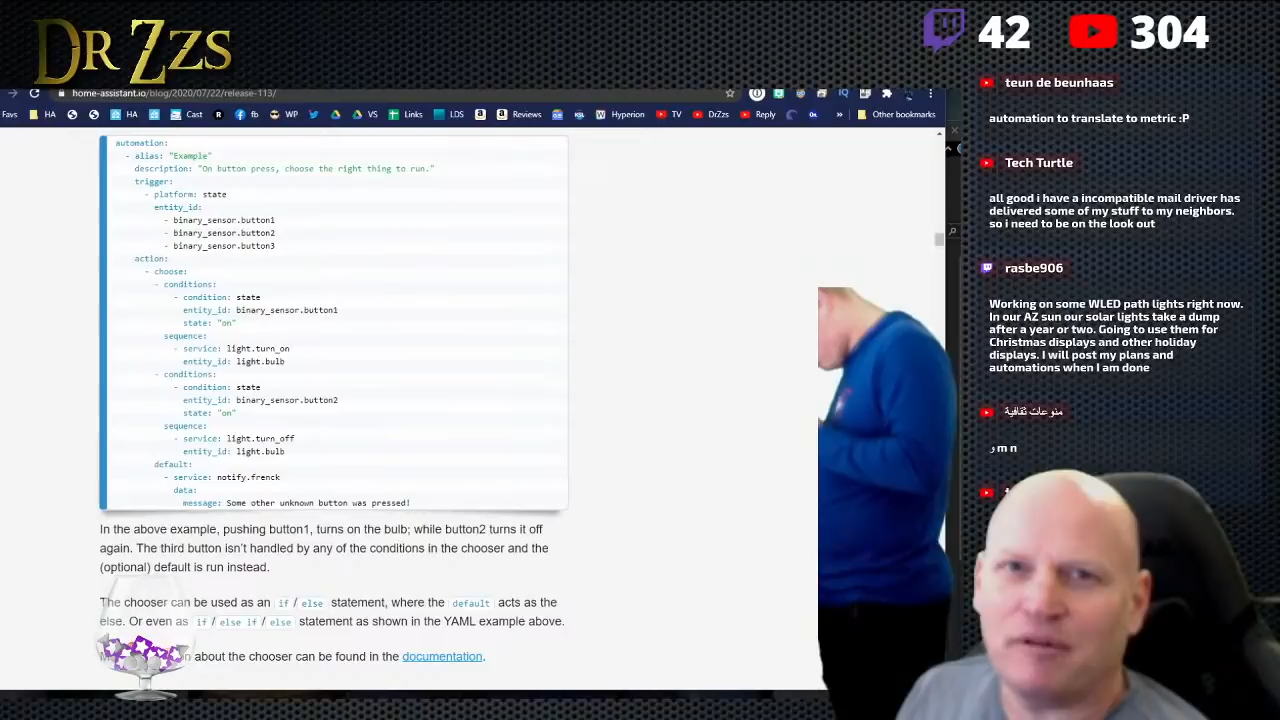 DR ZZS
42
304
home-assistant.io/blog/2020/07/22/release-113/
Favs HA HA Cast fb WP twitter VS Links LDS Reviews KSL Hyperion TV DrZzs Reply Other bookmarks
automation:
- alias: "Example"
description: "On button press, choose the right thing to run."
trigger:
- platform: state
entity_id:
- binary_sensor.button1
- binary_sensor.button2
- binary_sensor.button3
action:
- choose:
- conditions:
- condition: state
entity_id: binary_sensor.button1
state: "on"
sequence:
- service: light.turn_on
entity_id: light.bulb
- conditions:
- condition: state
entity_id: binary_sensor.button2
state: "on"
sequence:
- service: light.turn_off
entity_id: light.bulb
default:
- service: notify.frenck
data:
message: Some other unknown button was pressed!
In the above example, pushing button1, turns on the bulb; while button2 turns it off
again. The third button isn't handled by any of the conditions in the chooser and the
(optional) default is run instead.
The chooser can be used as an if / else statement, where the default acts as the
else. Or even as if / else if / else statement as shown in the YAML example above.
about the chooser can be found in the documentation.
teun de beunhaas
automation to translate to metric :P
Tech Turtle
all good i have a incompatible mail driver has
delivered some of my stuff to my neighbors.
so i need to be on the look out
rasbe906
Working on some WLED path lights right now.
In our AZ sun our solar lights take a dump
after a year or two. Going to use them for
Christmas displays and other holiday
displays. I will post my plans and
automations when I am done
منوعات ثقافية
و m n